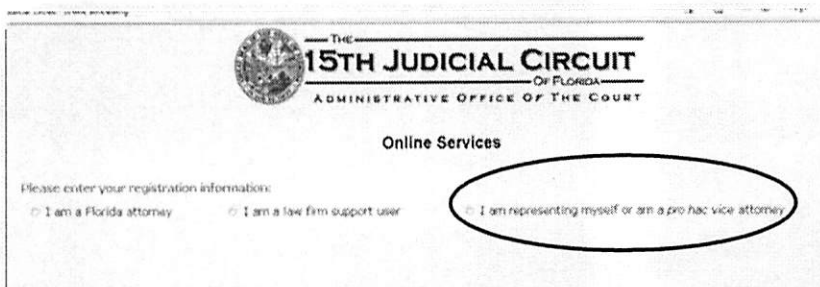 THE
15TH JUDICIAL CIRCUIT
OF FLORIDA
ADMINISTRATIVE OFFICE OF THE COURT
Online Services
Please enter your registration information:
I am a Florida attorney I am a law firm support user I am representing myself or am a pro hac vice attorney